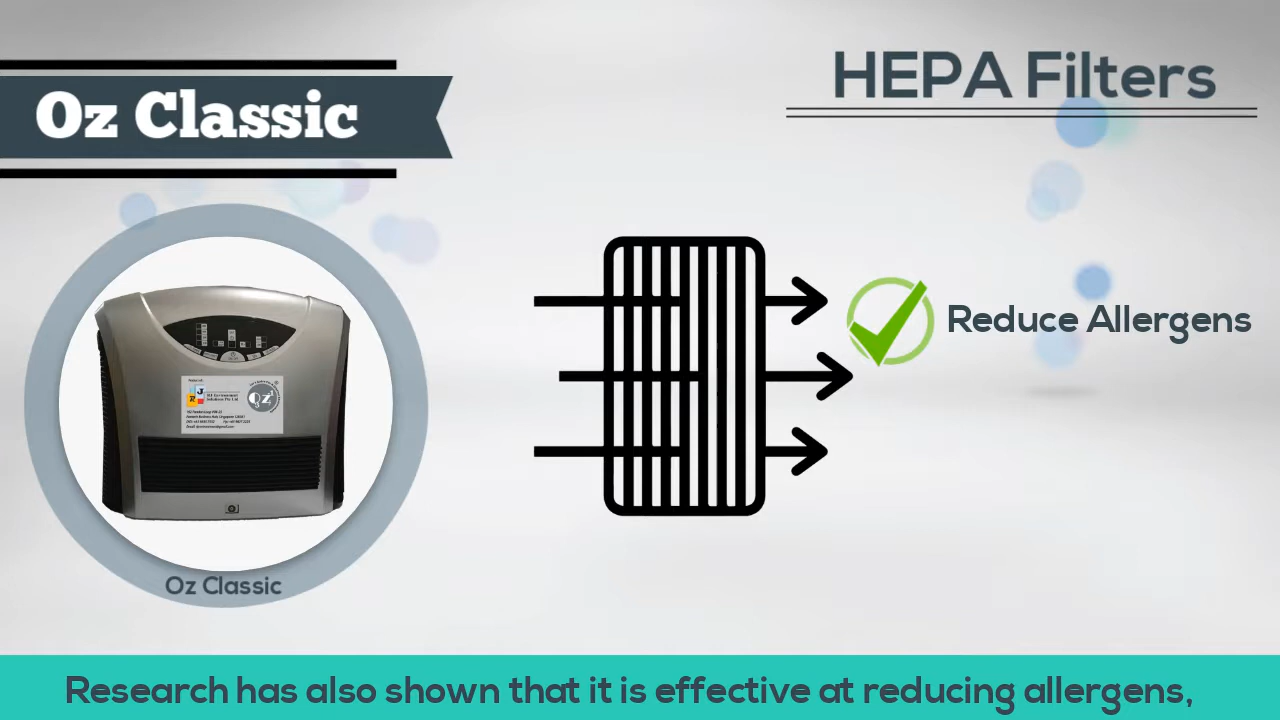 Oz Classic
HEPA Filters
Reduce Allergens
Oz Classic
Research has also shown that it is effective at reducing allergens,